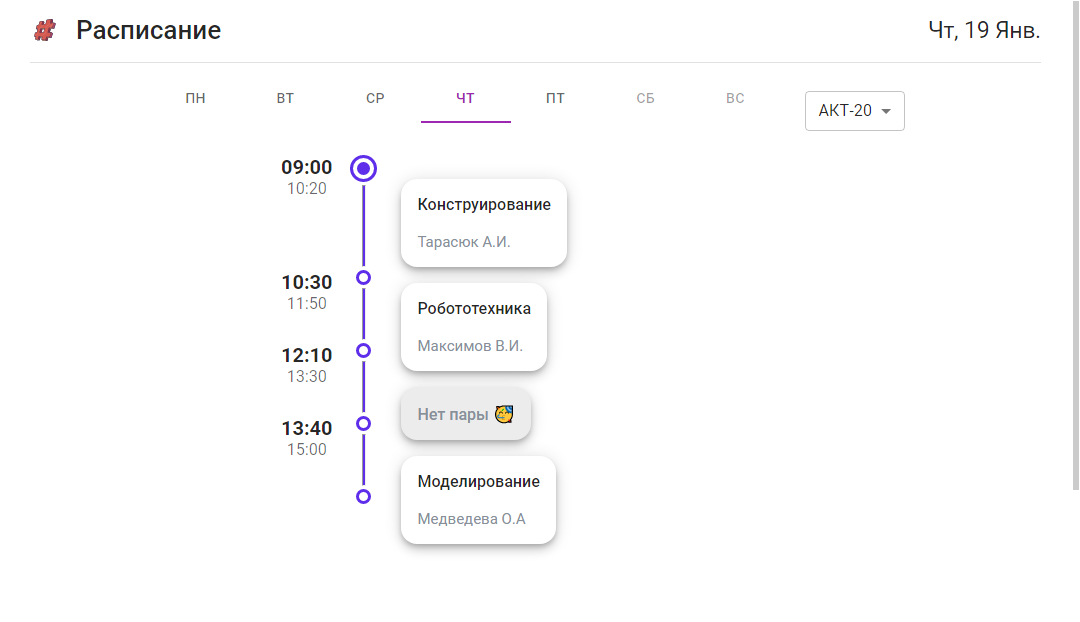 Расписание
Чт, 19 Янв.
ПН ВТ СР ЧТ ПТ СБ ВС
АКТ-20
09:00
10:20
Конструирование
Тарасюк А.И.
10:30
11:50
Робототехника
Максимов В.И.
12:10
13:30
Нет пары 🥳
13:40
15:00
Моделирование
Медведева О.А